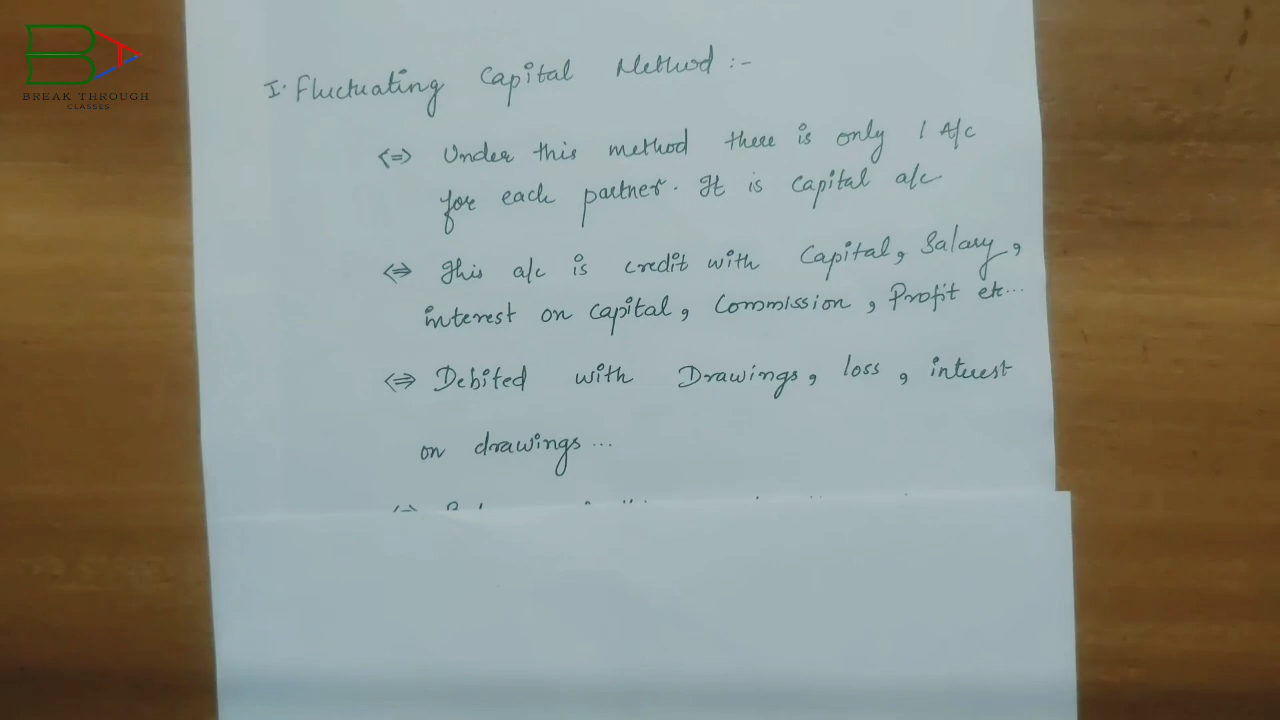 BREAK THROUGH
CLASSES
I. Fluctuating Capital Method :-
<=> Under this method there is only 1 A/c
for each partner. It is capital a/c
<=> This a/c is credit with Capital, Salary,
interest on capital, Commission, Profit etc...
<=> Debited with Drawings, loss, interest
on drawings ...